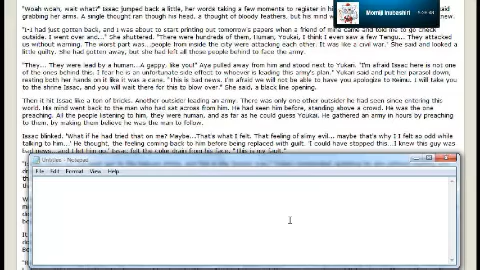 "Woah woah, wait what?" Issac jumped back a little, her words taking a few moments to register in hi
grabbing her arms. A single thought ran though his head, a thought of bloody feathers, but his mind w
Momiji Inubashiri
"I-I had just gotten back, and I was about to start printing out tomorrow's papers when a friend of mine came and told me to go check
outside. I went over and..." She shuttered. "There were hundreds of them, Human, Youkai, I think I even saw a few Tengu... They attacked
us without warning. The worst part was...people from inside the city were attacking each other. It was like a civil war." She said and looked a
little guilty. She had gotten away, but she had left all those people behind to face the army.
"They... They were lead by a human...A gappy, like you!" Aya pulled away from and stood next to Yukari. "I'm afraid Issac here is not one
of the ones behind this. I fear he is an unfortunate side effect to whoever is leading this army's plan." Yukari said and put her parasol down,
resting both her hands on it like it was a cane. "This is bad news. I'm afraid we will not be able to have you apologize to Reimu. I will take you
to the shrine Issac, and you will wait there for this to blow over." She said, a black line opening.
Then it hit Issac like a ton of bricks. Another outsider leading an army. There was only one other outsider he had seen since entering this
world. His mind went back to the man who had sat across from him. He had seen him before, standing above a crowd. He was the one
preaching. All the people listening to him, they were human, and as far as he could guess Youkai. He gathered an army in hours by preaching
to them, by making them believe he was the man to follow.
Issac blinked. 'What if he had tried that on me? Maybe...That's what I felt. That feeling of slimy evil... maybe that's why I I felt so odd while
talking to him...' He thought, the feeling coming back to him before being replaced with guilt. 'I could have stopped this...I knew this guy was
Untitled - Notepad
File Edit Format View Help